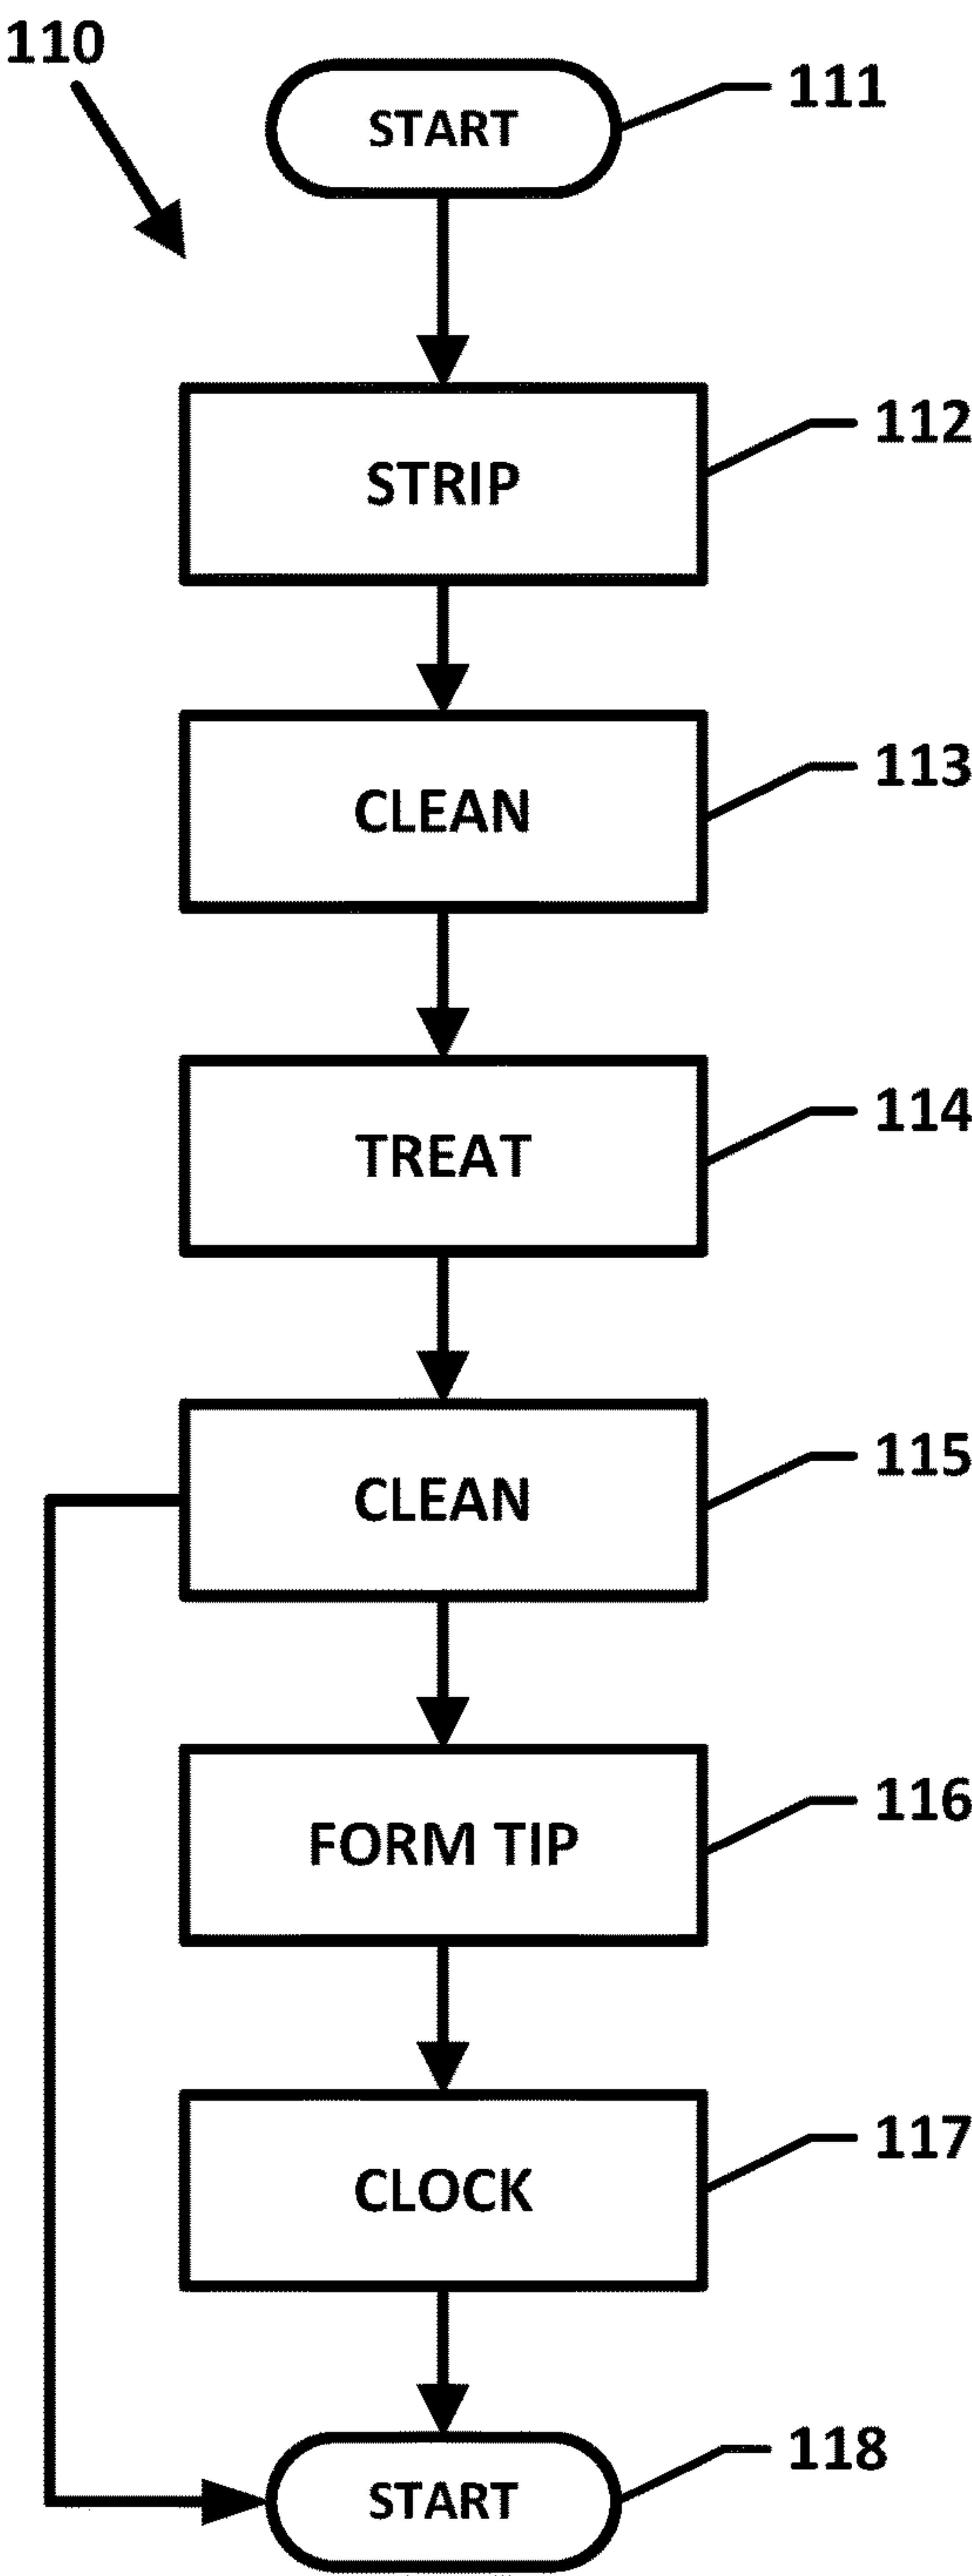 110
START
111
STRIP
112
CLEAN
113
TREAT
114
CLEAN
115
FORM TIP
116
CLOCK
117
START
118